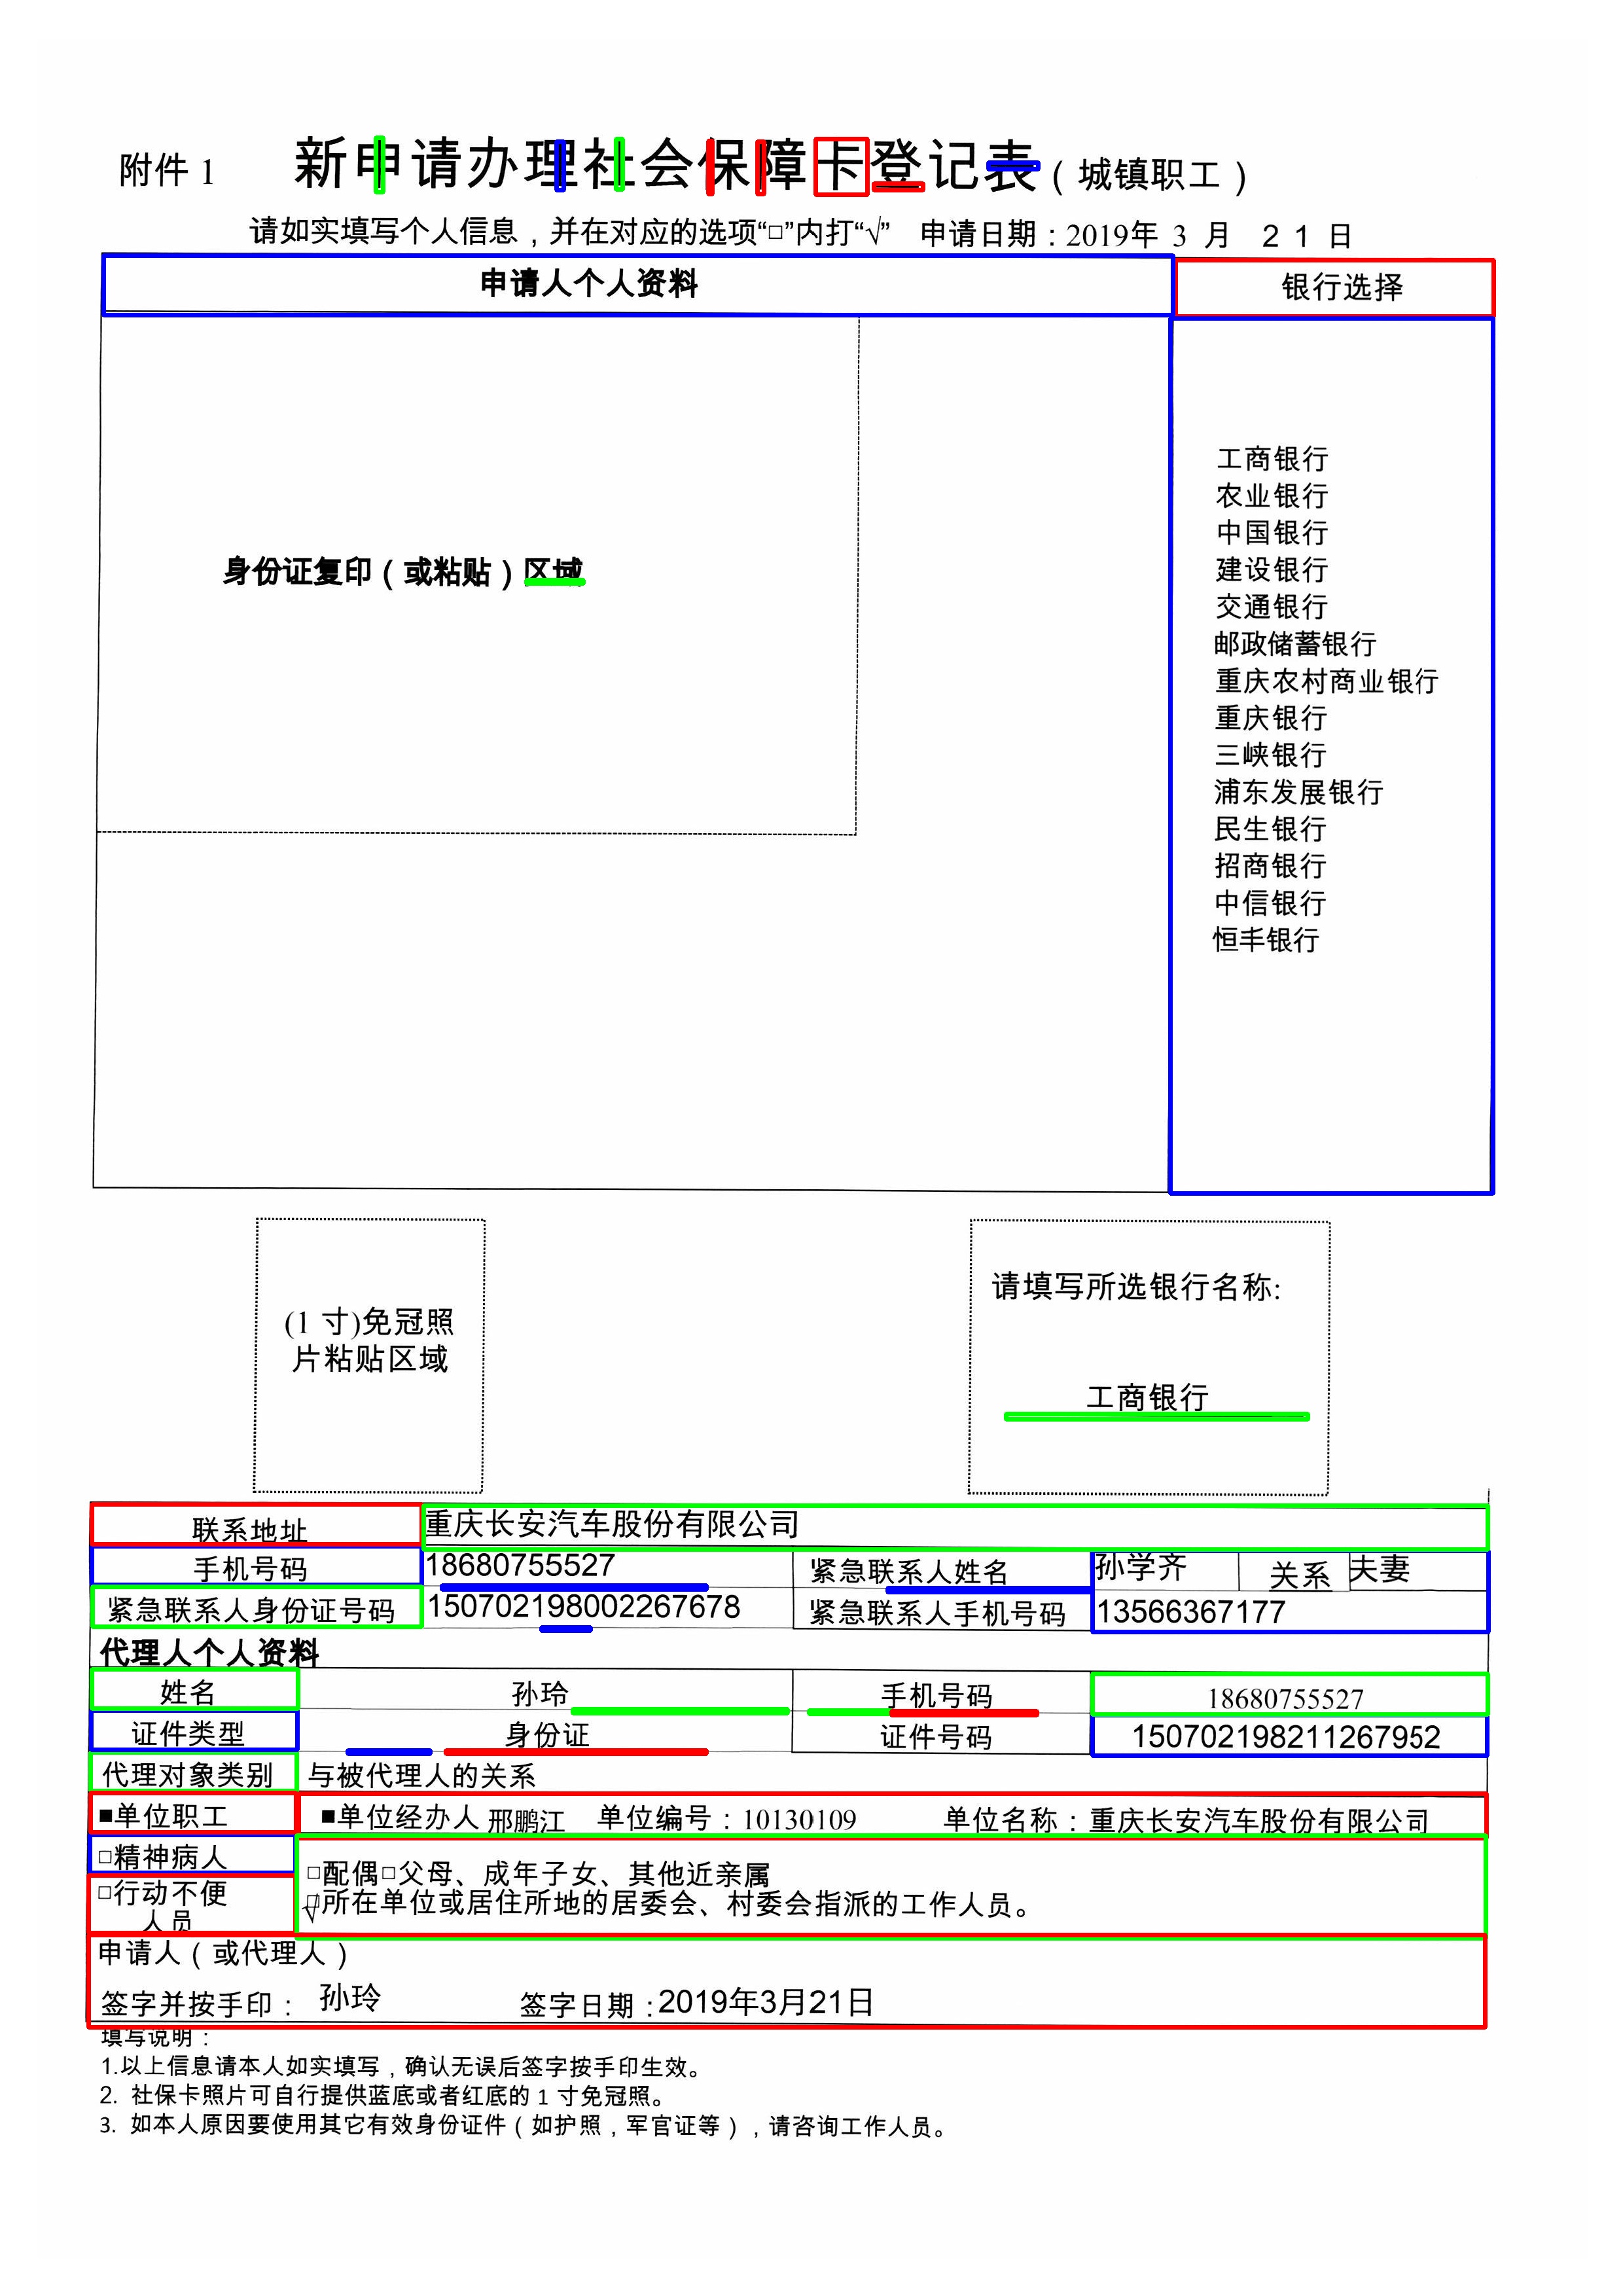 附件 1 新申请办理社会保障卡登记表（城镇职工）
请如实填写个人信息，并在对应的选项“□”内打“√” 申请日期：2019年 3 月 21 日
申请人个人资料 银行选择
工商银行
农业银行
中国银行
身份证复印（或粘贴）区域
建设银行
交通银行
邮政储蓄银行
重庆农村商业银行
重庆银行
三峡银行
浦东发展银行
民生银行
招商银行
中信银行
恒丰银行
请填写所选银行名称:
(1 寸)免冠照
片粘贴区域
工商银行
联系地址 重庆长安汽车股份有限公司
手机号码 18680755527 紧急联系人姓名 孙学齐 关系 夫妻
紧急联系人身份证号码 150702198002267678 紧急联系人手机号码 13566367177
代理人个人资料
姓名 孙玲 手机号码 18680755527
证件类型 身份证 证件号码 150702198211267952
代理对象类别 与被代理人的关系
■单位职工 ■单位经办人 邢鹏江 单位编号：10130109 单位名称：重庆长安汽车股份有限公司
□精神病人
□配偶□父母、成年子女、其他近亲属
□行动不便
人员
√□所在单位或居住所地的居委会、村委会指派的工作人员。
申请人（或代理人）
签字并按手印： 孙玲 签字日期：2019年3月21日
填写说明：
1.以上信息请本人如实填写，确认无误后签字按手印生效。
2. 社保卡照片可自行提供蓝底或者红底的 1 寸免冠照。
3. 如本人原因要使用其它有效身份证件（如护照，军官证等），请咨询工作人员。